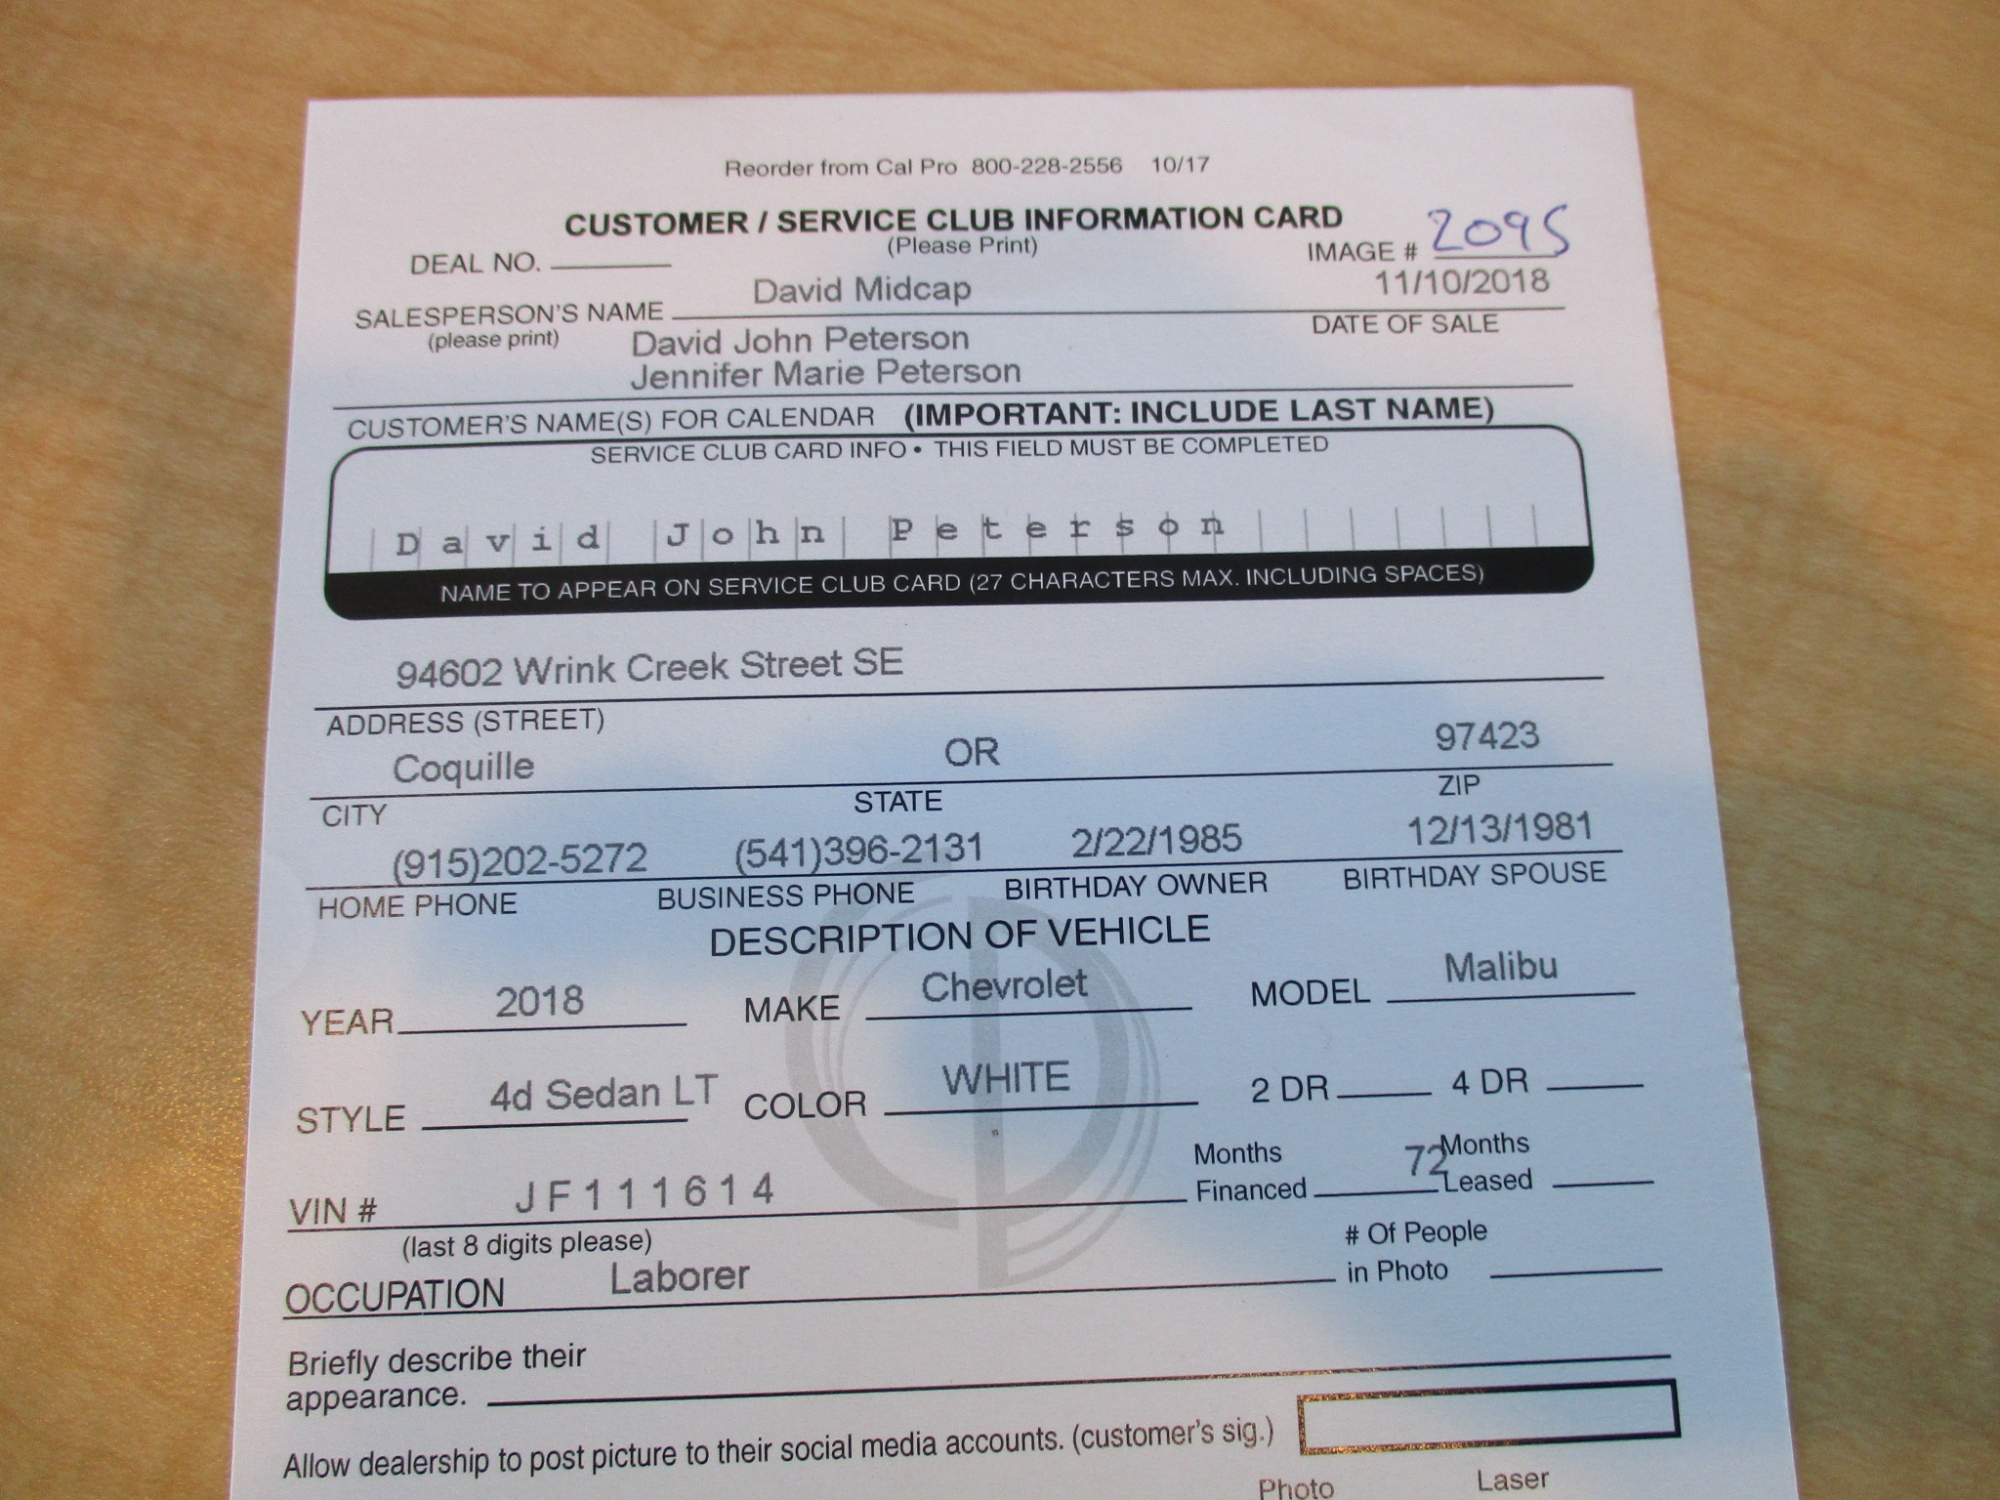 Reorder from Cal Pro 800-228-2556 10/17
CUSTOMER / SERVICE CLUB INFORMATION CARD
(Please Print)
DEAL NO.
IMAGE # 2095
David Midcap
11/10/2018
SALESPERSON'S NAME
(please print)
DATE OF SALE
David John Peterson
Jennifer Marie Peterson
CUSTOMER'S NAME(S) FOR CALENDAR (IMPORTANT: INCLUDE LAST NAME)
SERVICE CLUB CARD INFO • THIS FIELD MUST BE COMPLETED
David John Peterson
NAME TO APPEAR ON SERVICE CLUB CARD (27 CHARACTERS MAX. INCLUDING SPACES)
94602 Wrink Creek Street SE
ADDRESS (STREET)
Coquille OR 97423
CITY STATE ZIP
(915)202-5272 (541)396-2131 2/22/1985 12/13/1981
HOME PHONE BUSINESS PHONE BIRTHDAY OWNER BIRTHDAY SPOUSE
DESCRIPTION OF VEHICLE
YEAR 2018 MAKE Chevrolet MODEL Malibu
STYLE 4d Sedan LT COLOR WHITE 2 DR 4 DR
VIN # JF111614 Months Financed 72 Months Leased
(last 8 digits please)
OCCUPATION Laborer # Of People in Photo
Briefly describe their
appearance.
Allow dealership to post picture to their social media accounts. (customer's sig.)
Photo Laser